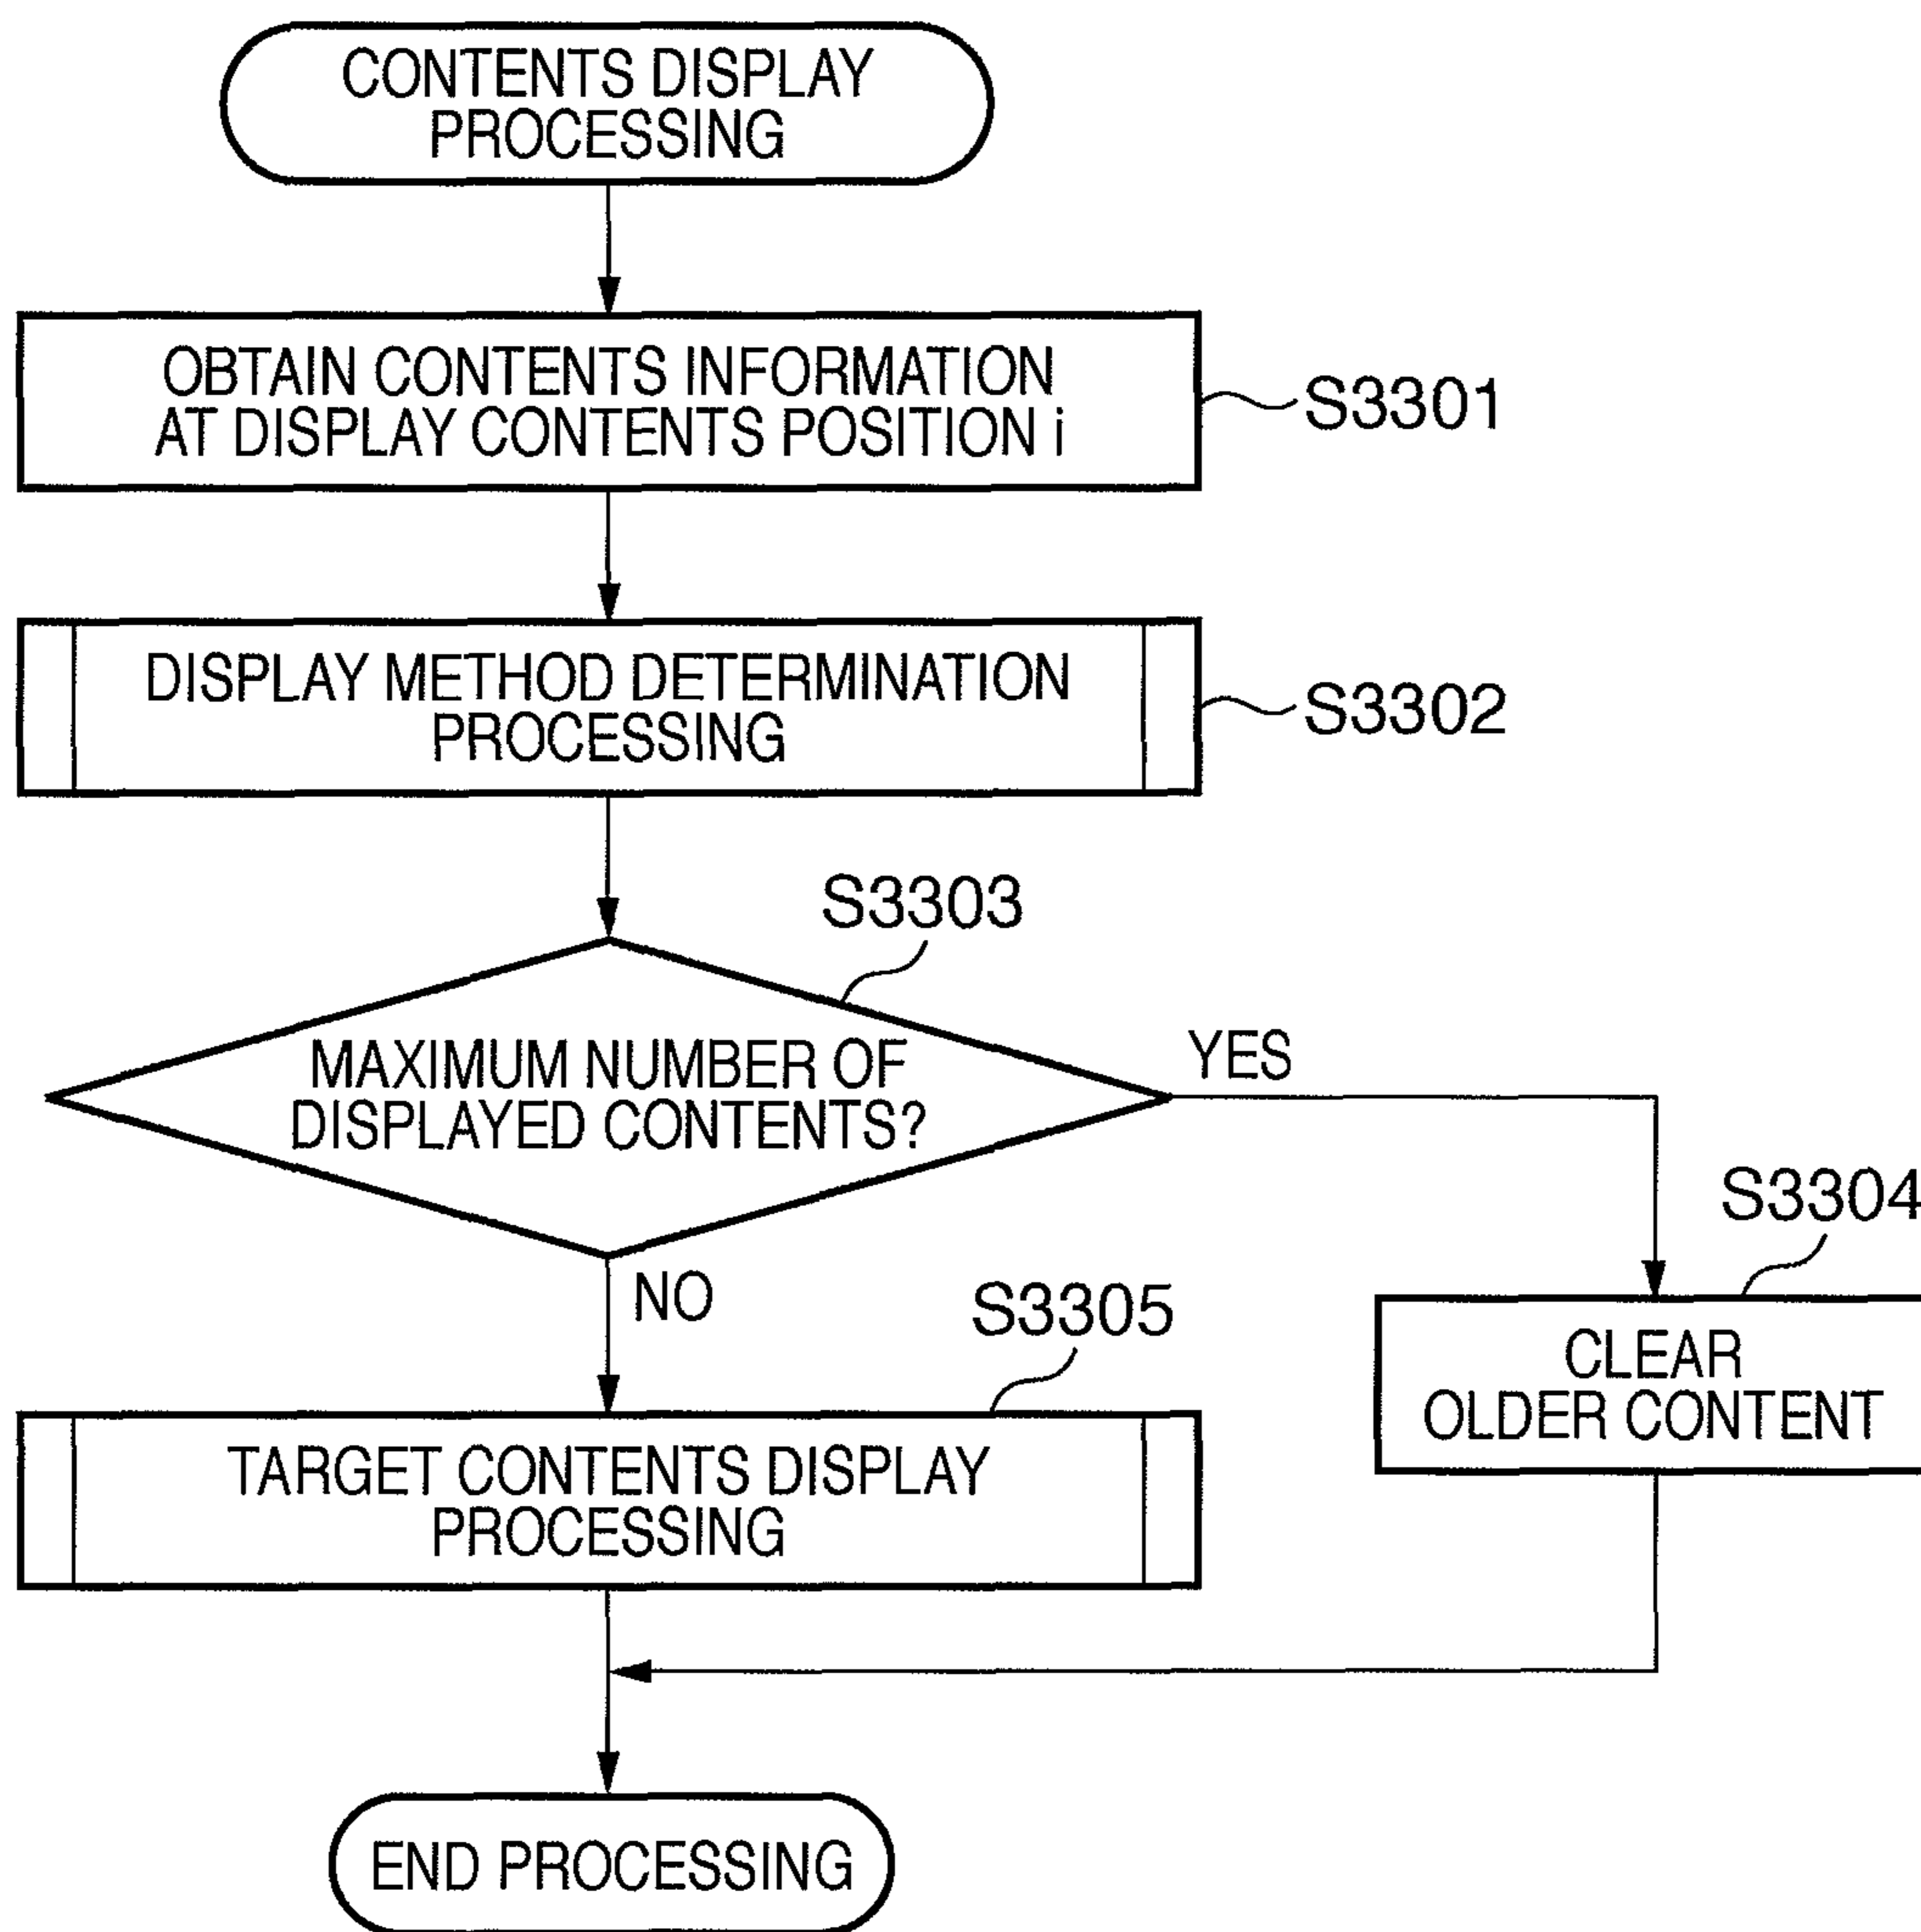 CONTENTS DISPLAY
PROCESSING
OBTAIN CONTENTS INFORMATION
AT DISPLAY CONTENTS POSITION i
S3301
DISPLAY METHOD DETERMINATION
PROCESSING
S3302
S3303
MAXIMUM NUMBER OF
DISPLAYED CONTENTS?
YES
NO
S3304
CLEAR
OLDER CONTENT
S3305
TARGET CONTENTS DISPLAY
PROCESSING
END PROCESSING